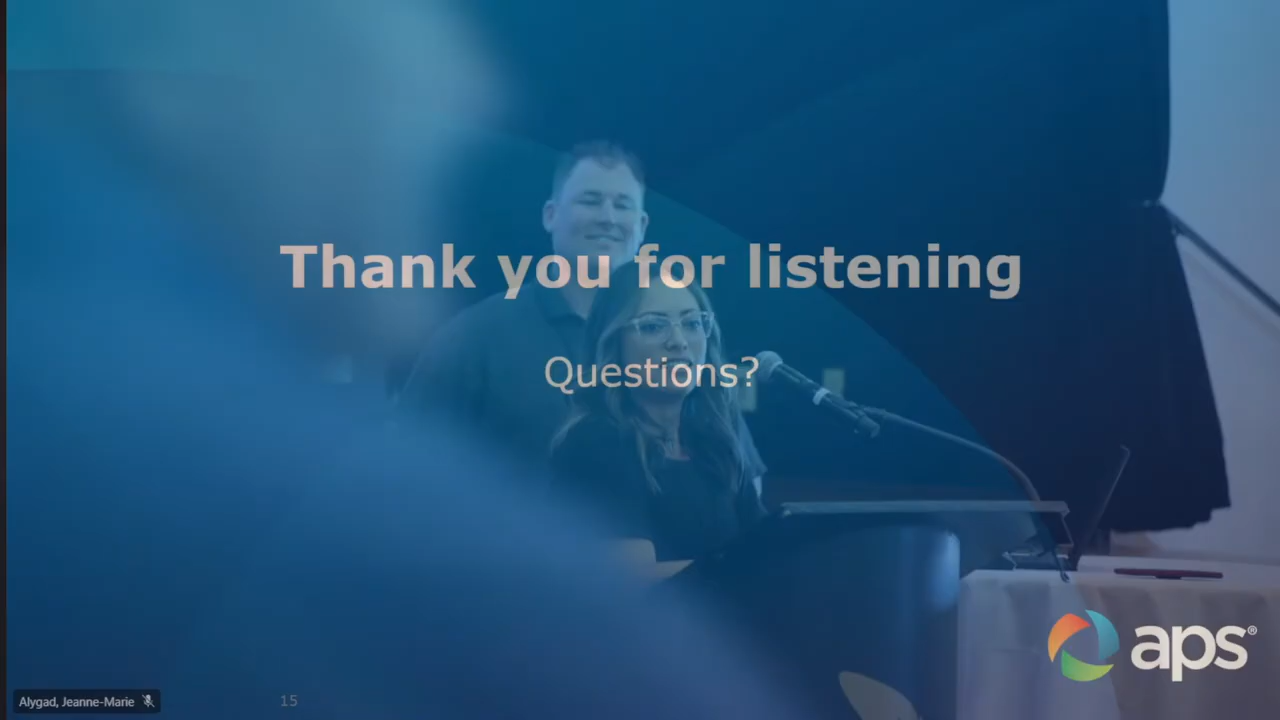 Thank you for listening
Questions?
aps®
Alygad, Jeanne-Marie
15